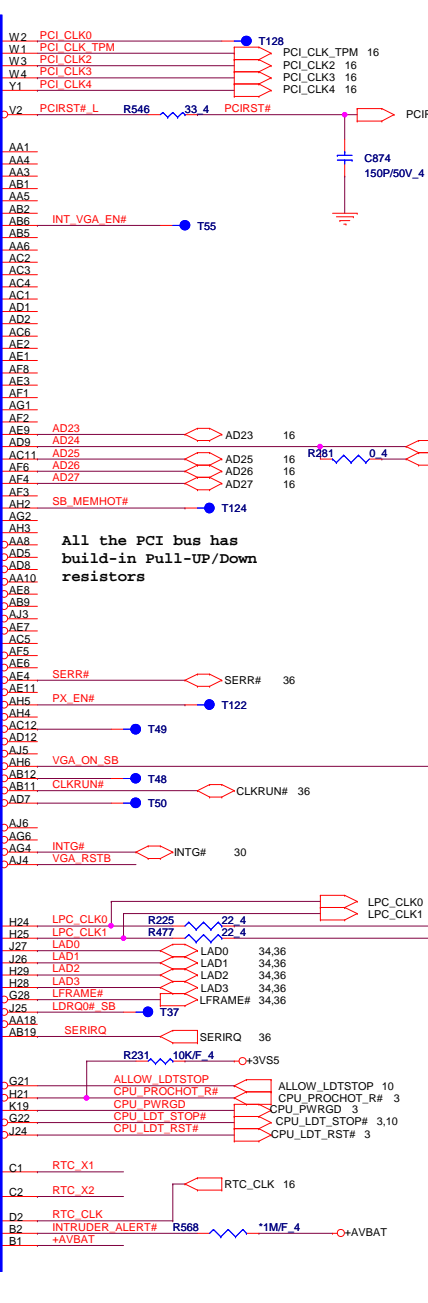 W2 PCI_CLK0 T128
W1 PCI_CLK_TPM PCI_CLK_TPM 16
W3 PCI_CLK2 PCI_CLK2 16
W4 PCI_CLK3 PCI_CLK3 16
Y1 PCI_CLK4 PCI_CLK4 16
V2 PCIRST#_L R546 33_4 PCIRST#
AA1
AA4
AA3 C874
AB1 150P/50V_4
AA5
AB2
AB6 INT_VGA_EN# T55
AB5
AA6
AC2
AC3
AC4
AC1
AD1
AD2
AC6
AE2
AE1
AF8
AE3
AF1
AG1
AF2
AE9 AD23 AD23 16
AD9 AD24
AC11 AD25 AD25 16 R281 0_4
AF6 AD26 AD26 16
AF4 AD27 AD27 16
AF3
AH2 SB_MEMHOT# T124
AG2
AH3
AA8 All the PCI bus has
AD5 build-in Pull-UP/Down
AD8 resistors
AA10
AE8
AB9
AJ3
AE7
AC5
AF5
AE6
AE4 SERR# SERR# 36
AE11
AH5 PX_EN# T122
AH4
AC12 T49
AD12
AJ5
AH6 VGA_ON_SB
AB12 T48
AB11 CLKRUN# CLKRUN# 36
AD7 T50
AJ6
AG6
AG4 INTG# INTG# 30
AJ4 VGA_RSTB
LPC_CLK0
LPC_CLK1
H24 LPC_CLK0 R225 22_4
H25 LPC_CLK1 R477 22_4
J27 LAD0 LAD0 34,36
J26 LAD1 LAD1 34,36
H29 LAD2 LAD2 34,36
H28 LAD3 LAD3 34,36
G28 LFRAME# LFRAME# 34,36
J25 LDRQ0#_SB T37
AA18
AB19 SERIRQ SERIRQ 36
R231 10K/F_4 +3VS5
G21 ALLOW_LDTSTOP ALLOW_LDTSTOP 10
H21 CPU_PROCHOT_R# CPU_PROCHOT_R# 3
K19 CPU_PWRGD CPU_PWRGD 3
G22 CPU_LDT_STOP# CPU_LDT_STOP# 3,10
J24 CPU_LDT_RST# CPU_LDT_RST# 3
C1 RTC_X1
RTC_CLK 16
C2 RTC_X2
D2 RTC_CLK
B2 INTRUDER_ALERT# R568 *1M/F_4 +AVBAT
B1 +AVBAT